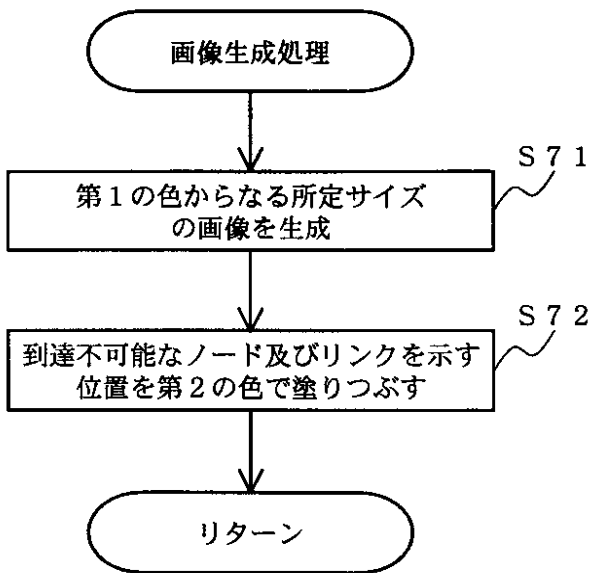 画像生成処理
S71
第1の色からなる所定サイズ
の画像を生成
S72
到達不可能なノード及びリンクを示す
位置を第2の色で塗りつぶす
リターン